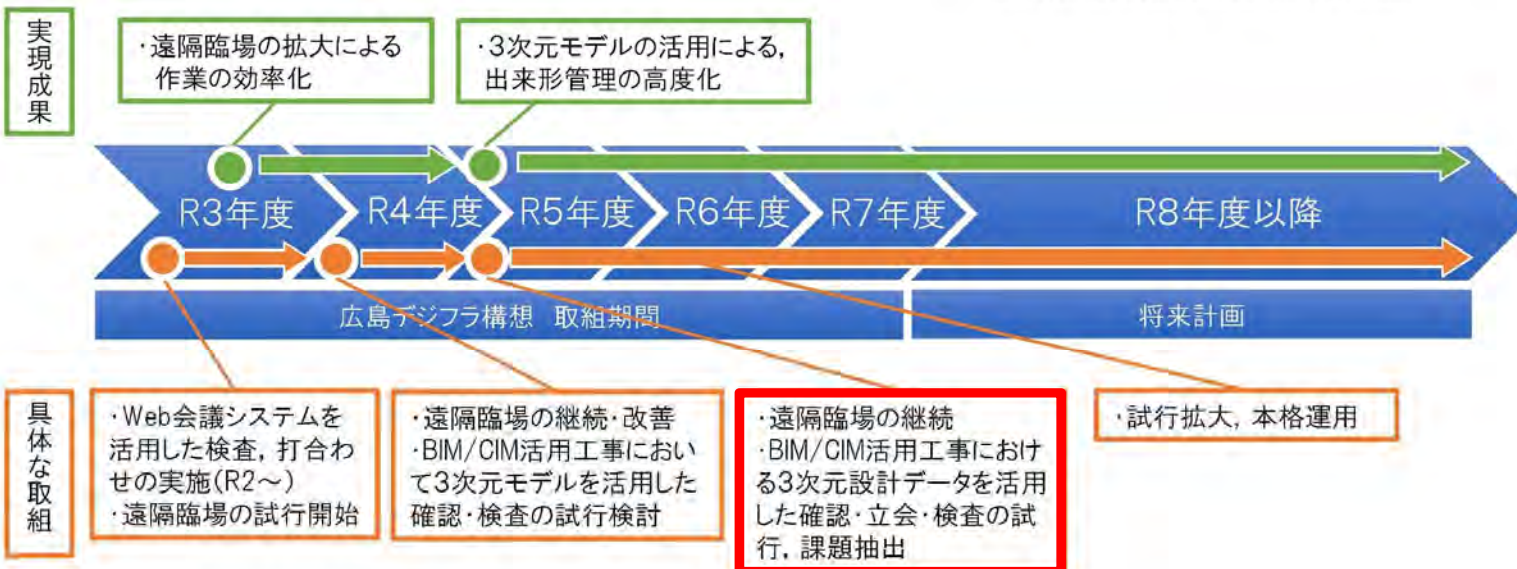 実現成果
・遠隔臨場の拡大による
作業の効率化
・3次元モデルの活用による,
出来形管理の高度化
R3年度
R4年度
R5年度
R6年度
R7年度
R8年度以降
広島デジフラ構想 取組期間
将来計画
具体な取組
・Web会議システムを
活用した検査, 打合わ
せの実施(R2~)
・遠隔臨場の試行開始
・遠隔臨場の継続・改善
・BIM/CIM活用工事におい
て3次元モデルを活用した
確認・検査の試行検討
・遠隔臨場の継続
・BIM/CIM活用工事におけ
る3次元設計データを活用
した確認・立会・検査の試
行, 課題抽出
・試行拡大, 本格運用